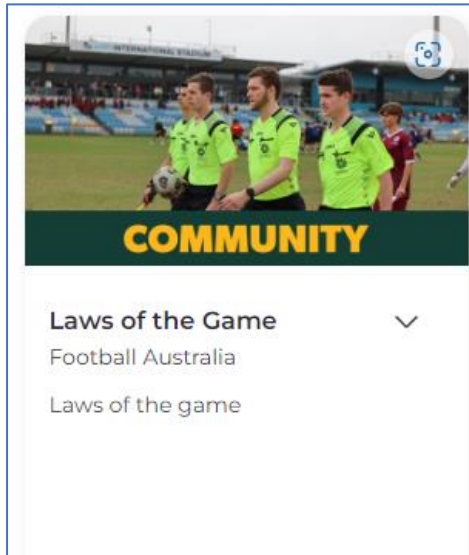 INTERNATIONAL STADIUM
COMMUNITY
Laws of the Game
Football Australia
Laws of the game